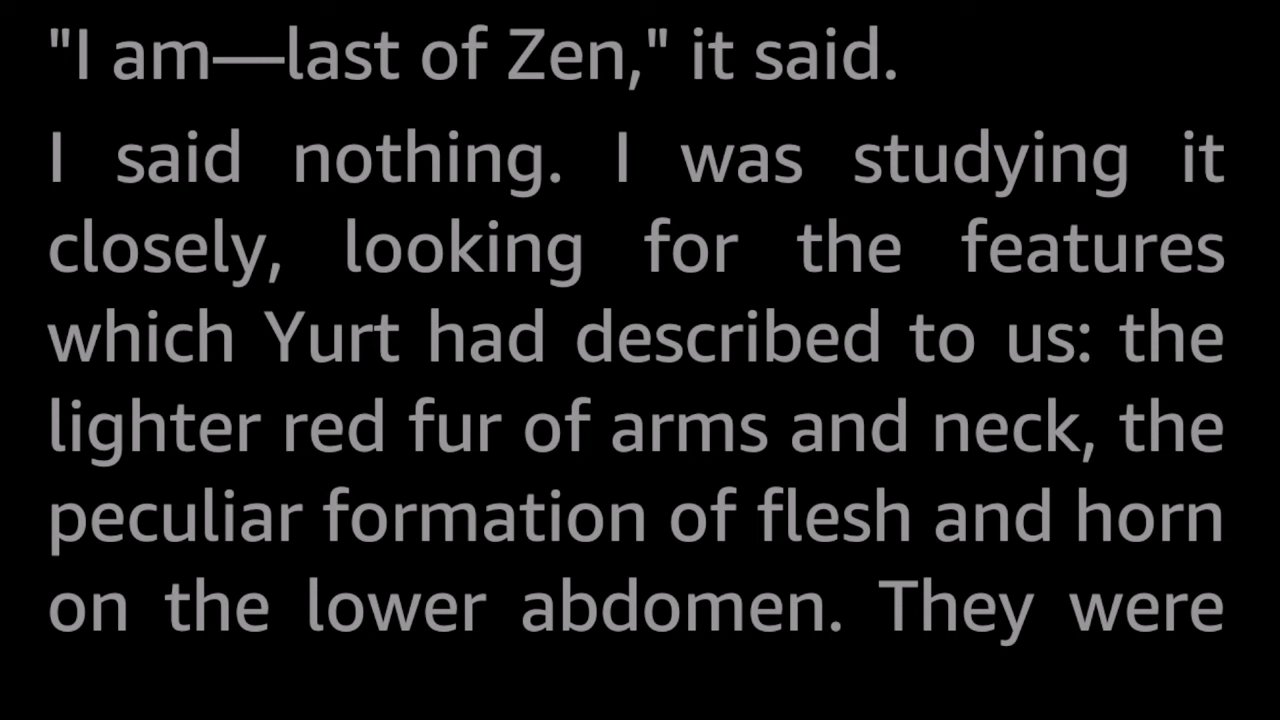 "I am—last of Zen," it said.
I said nothing. I was studying it
closely, looking for the features
which Yurt had described to us: the
lighter red fur of arms and neck, the
peculiar formation of flesh and horn
on the lower abdomen. They were